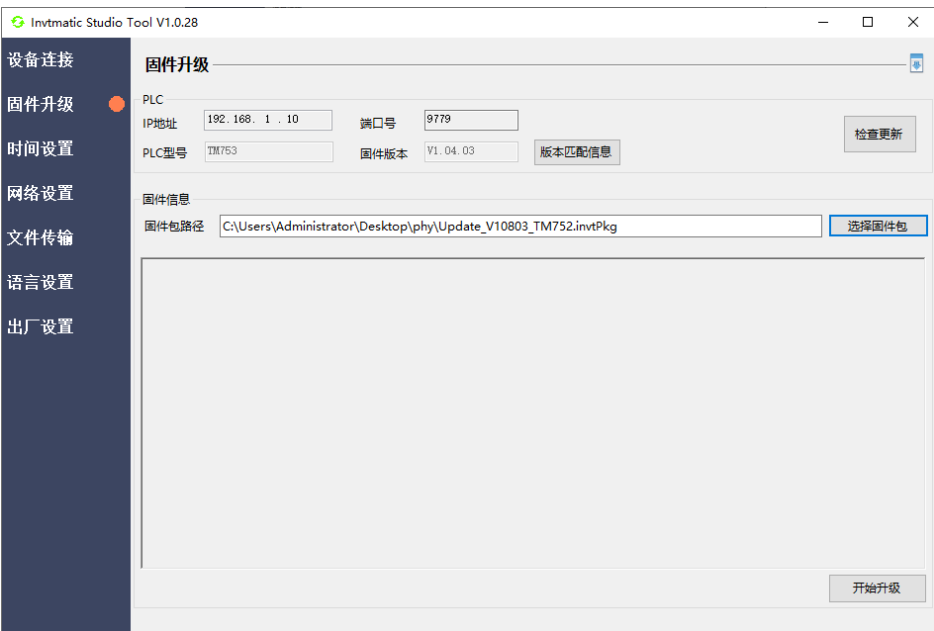 Invtmatic Studio Tool V1.0.28
设备连接
固件升级
时间设置
网络设置
文件传输
语言设置
出厂设置
固件升级
PLC
IP地址 192.168. 1 . 10 端口号 9779 检查更新
PLC型号 TM753 固件版本 V1.04.03 版本匹配信息
固件信息
固件包路径 C:\Users\Administrator\Desktop\phy\Update_V10803_TM752.invtPkg 选择固件包
开始升级